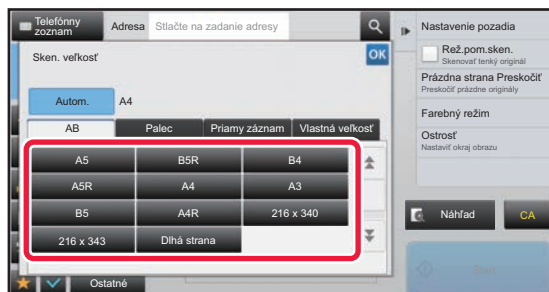 Telefónny
zoznam
Adresa
Stlačte na zadanie adresy
Sken. veľkosť
OK
Autom.
A4
AB
Palec
Priamy záznam
Vlastná veľkosť
A5
B5R
B4
A5R
A4
A3
B5
A4R
216 x 340
216 x 343
Dlhá strana
Ostatné
Nastavenie pozadia
Rež.pom.sken.
Skenovať tenký originál
Prázdna strana Preskočiť
Preskočiť prázdne originály
Farebný režim
Ostrosť
Nastaviť okraj obrazu
Náhľad
CA
Štart